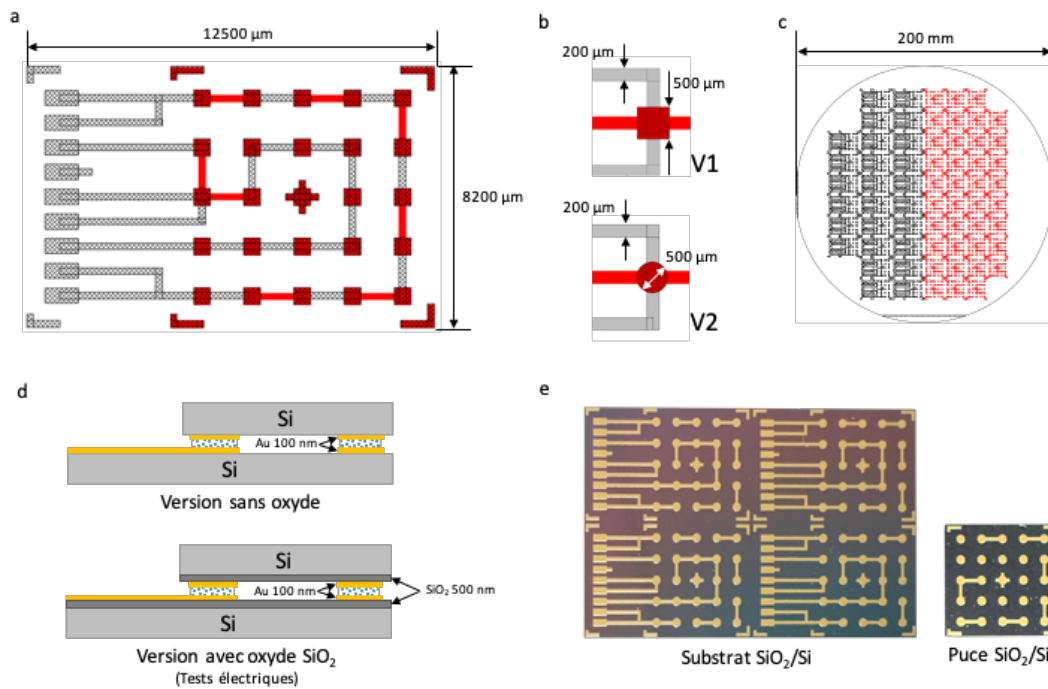 a
12500 µm
8200 µm
b
200 µm
500 µm
V1
200 µm
500 µm
V2
c
200 mm
d
Si
Au 100 nm
Si
Version sans oxyde
Si
Au 100 nm
SiO₂ 500 nm
Si
Version avec oxyde SiO₂
(Tests électriques)
e
Substrat SiO₂/Si
Puce SiO₂/Si